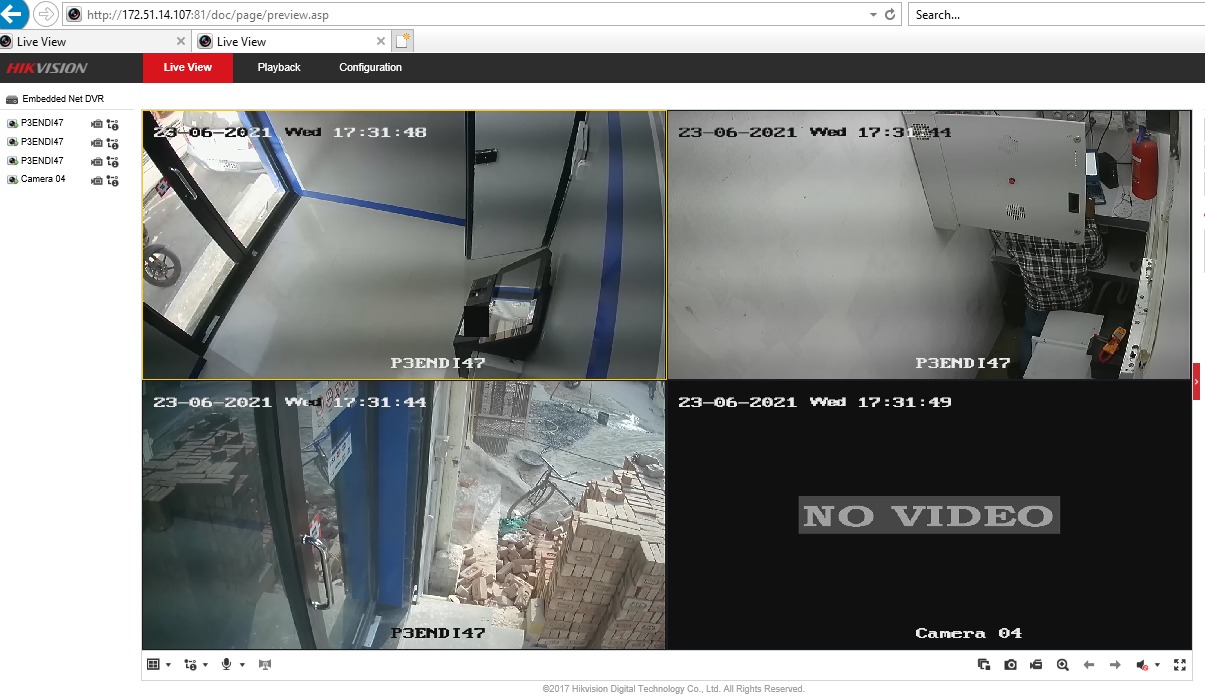 http://172.51.14.107:81/doc/page/preview.asp
Search...
Live View
Live View
HIKVISION
Live View
Playback
Configuration
Embedded Net DVR
P3ENDI47
P3ENDI47
P3ENDI47
Camera 04
23-06-2021 Wed 17:31:48
P3ENDI47
23-06-2021 Wed 17:31:44
P3ENDI47
23-06-2021 Wed 17:31:44
P3ENDI47
23-06-2021 Wed 17:31:49
NO VIDEO
Camera 04
©2017 Hikvision Digital Technology Co., Ltd. All Rights Reserved.